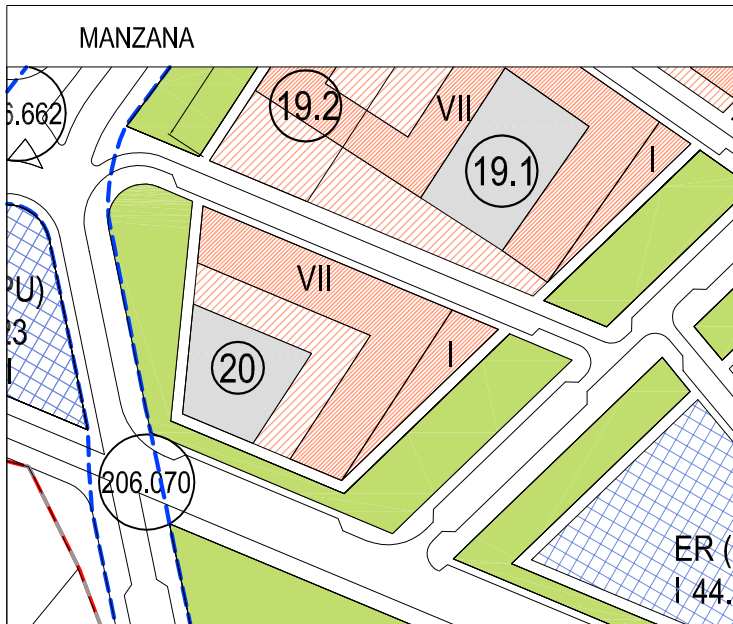 MANZANA
6.662
19.2
VII
19.1
I
PU)
23
I
VII
20
I
206.070
ER (
I 44.